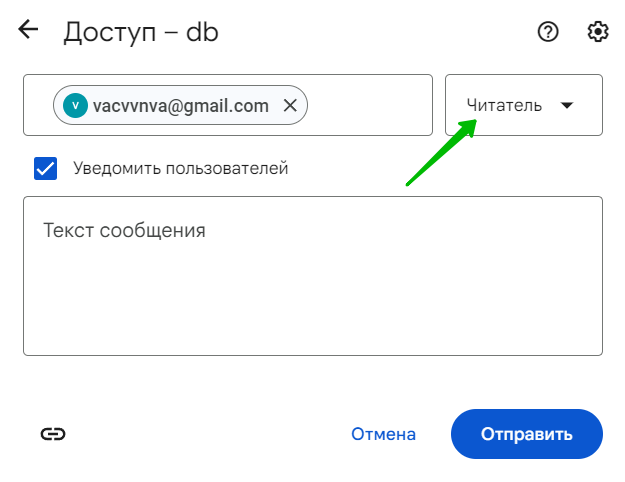 Доступ – db
v vacvvnva@gmail.com
Читатель
Уведомить пользователей
Текст сообщения
Отмена
Отправить